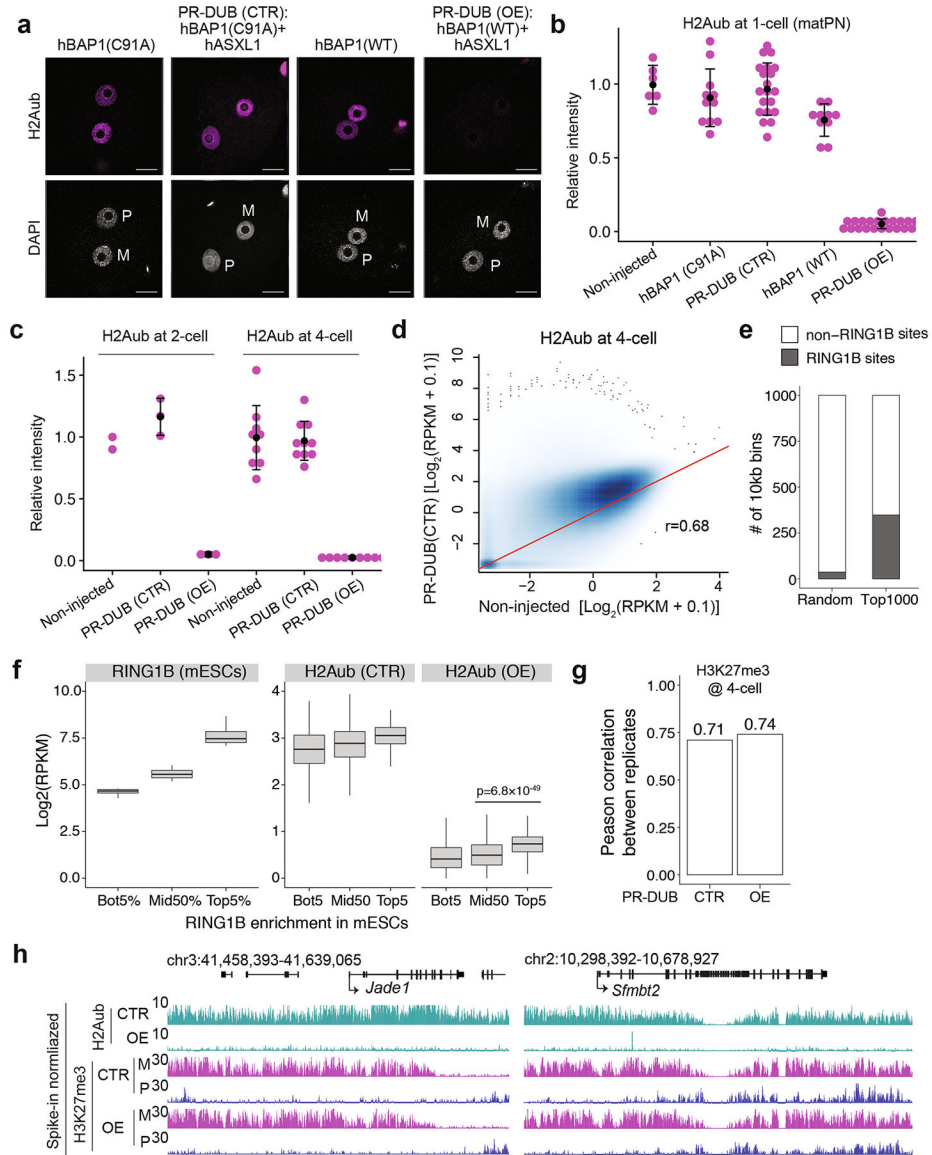 a
hBAP1(C91A)
PR-DUB (CTR):
hBAP1(C91A)+
hASXL1
hBAP1(WT)
PR-DUB (OE):
hBAP1(WT)+
hASXL1
H2Aub
DAPI
P
M
M
P
M
P
M
P
b
H2Aub at 1-cell (matPN)
Relative intensity
1.0
0.5
0.0
Non-injected
hBAP1 (C91A)
PR-DUB (CTR)
hBAP1 (WT)
PR-DUB (OE)
c
H2Aub at 2-cell
H2Aub at 4-cell
Relative intensity
1.5
1.0
0.5
0.0
Non-injected
PR-DUB (CTR)
PR-DUB (OE)
Non-injected
PR-DUB (CTR)
PR-DUB (OE)
d
H2Aub at 4-cell
PR-DUB(CTR) [Log2(RPKM + 0.1)]
10
8
6
4
2
0
−2
r=0.68
−2
0
2
4
Non-injected [Log2(RPKM + 0.1)]
e
non−RING1B sites
RING1B sites
# of 10kb bins
1000
750
500
250
0
Random
Top1000
f
RING1B (mESCs)
H2Aub (CTR)
H2Aub (OE)
Log2(RPKM)
10.0
7.5
5.0
2.5
0.0
4
3
2
1
0
p=6.8×10-49
Bot5%
Mid50%
Top5%
Bot5
Mid50
Top5
Bot5
Mid50
Top5
RING1B enrichment in mESCs
g
H3K27me3
@ 4-cell
Peason correlation
between replicates
1.00
0.75
0.50
0.25
0.00
0.71
0.74
PR-DUB
CTR
OE
h
chr3:41,458,393-41,639,065
chr2:10,298,392-10,678,927
Jade1
Sfmbt2
Spike-in normliazed
H2Aub
CTR
10
OE
10
H3K27me3
CTR
M
30
P
30
OE
M
30
P
30